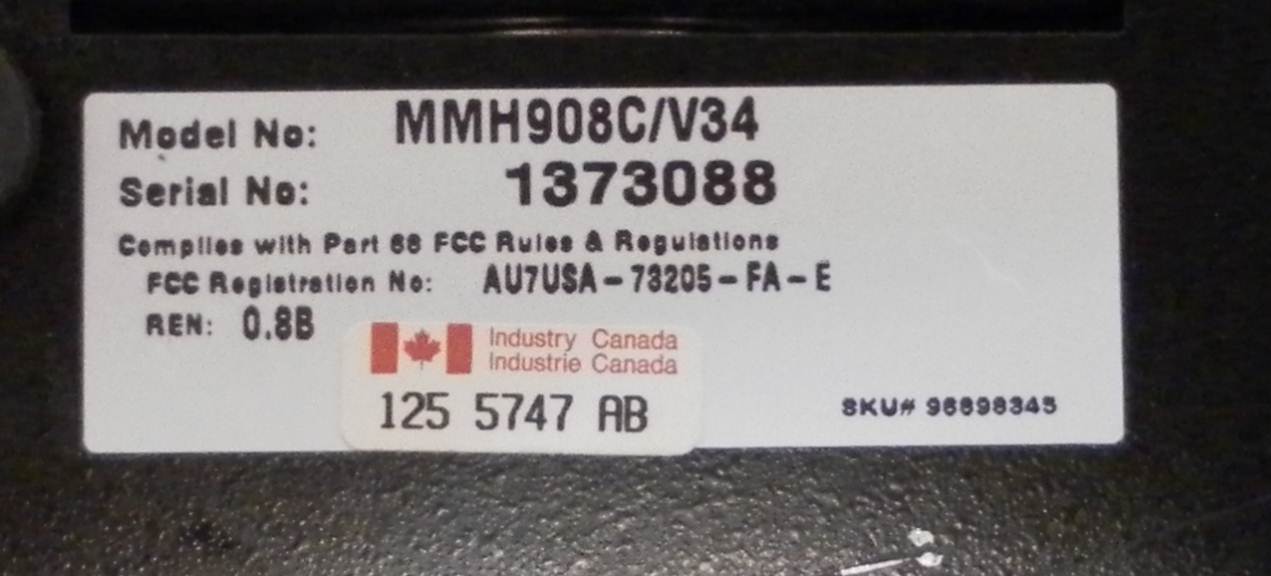 Model No: MMH908C/V34
Serial No: 1373088
Complies with Part 68 FCC Rules & Regulations
FCC Registration No: AU7USA-73205-FA-E
REN: 0.8B
Industry Canada
Industrie Canada
125 5747 AB
SKU# 96898345